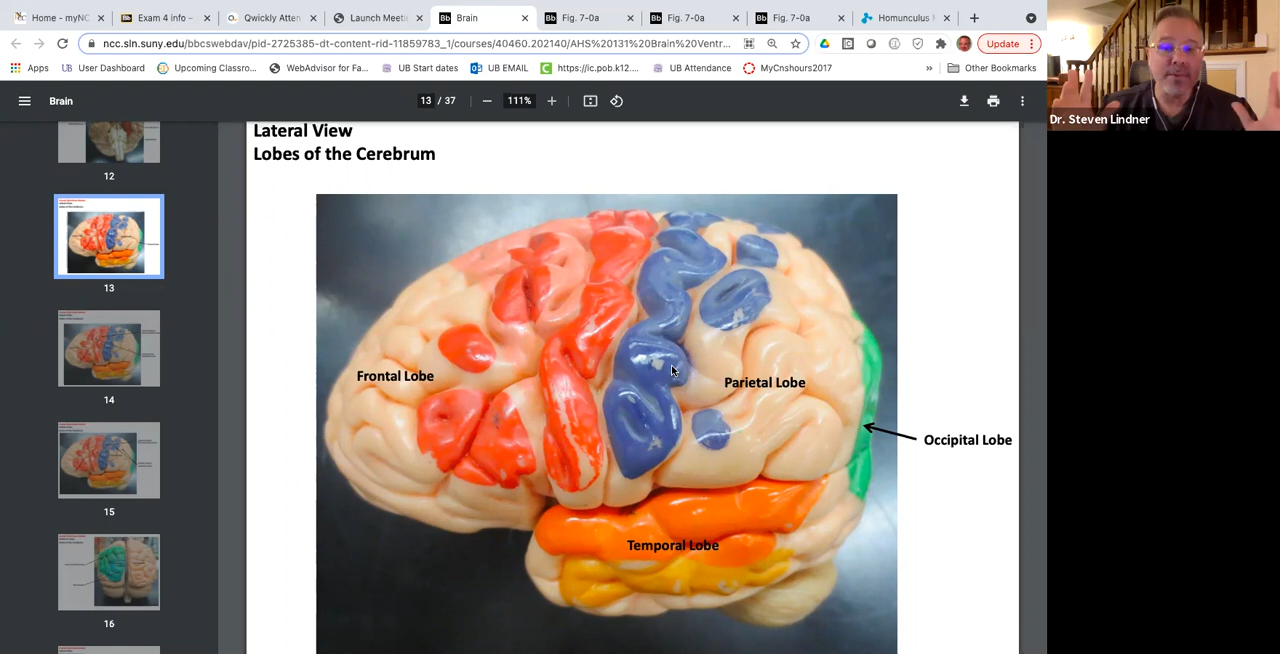 Home - myNC
Exam 4 info –
Qwickly Atten
Launch Meeti
Brain
Fig. 7-0a
Fig. 7-0a
Fig. 7-0a
Homunculus
ncc.sln.suny.edu/bbcswebdav/pid-2725385-dt-content-rid-11859783_1/courses/40460.202140/AHS%20131%20Brain%20Ventr...
Update
Apps
User Dashboard
Upcoming Classro...
WebAdvisor for Fa...
UB Start dates
UB EMAIL
https://ic.pob.k12....
UB Attendance
MyCnshours2017
»
Other Bookmarks
Dr. Steven Lindner
Brain
13 / 37
111%
12
13
14
15
16
Lateral View
Lobes of the Cerebrum
Frontal Lobe
Parietal Lobe
Occipital Lobe
Temporal Lobe